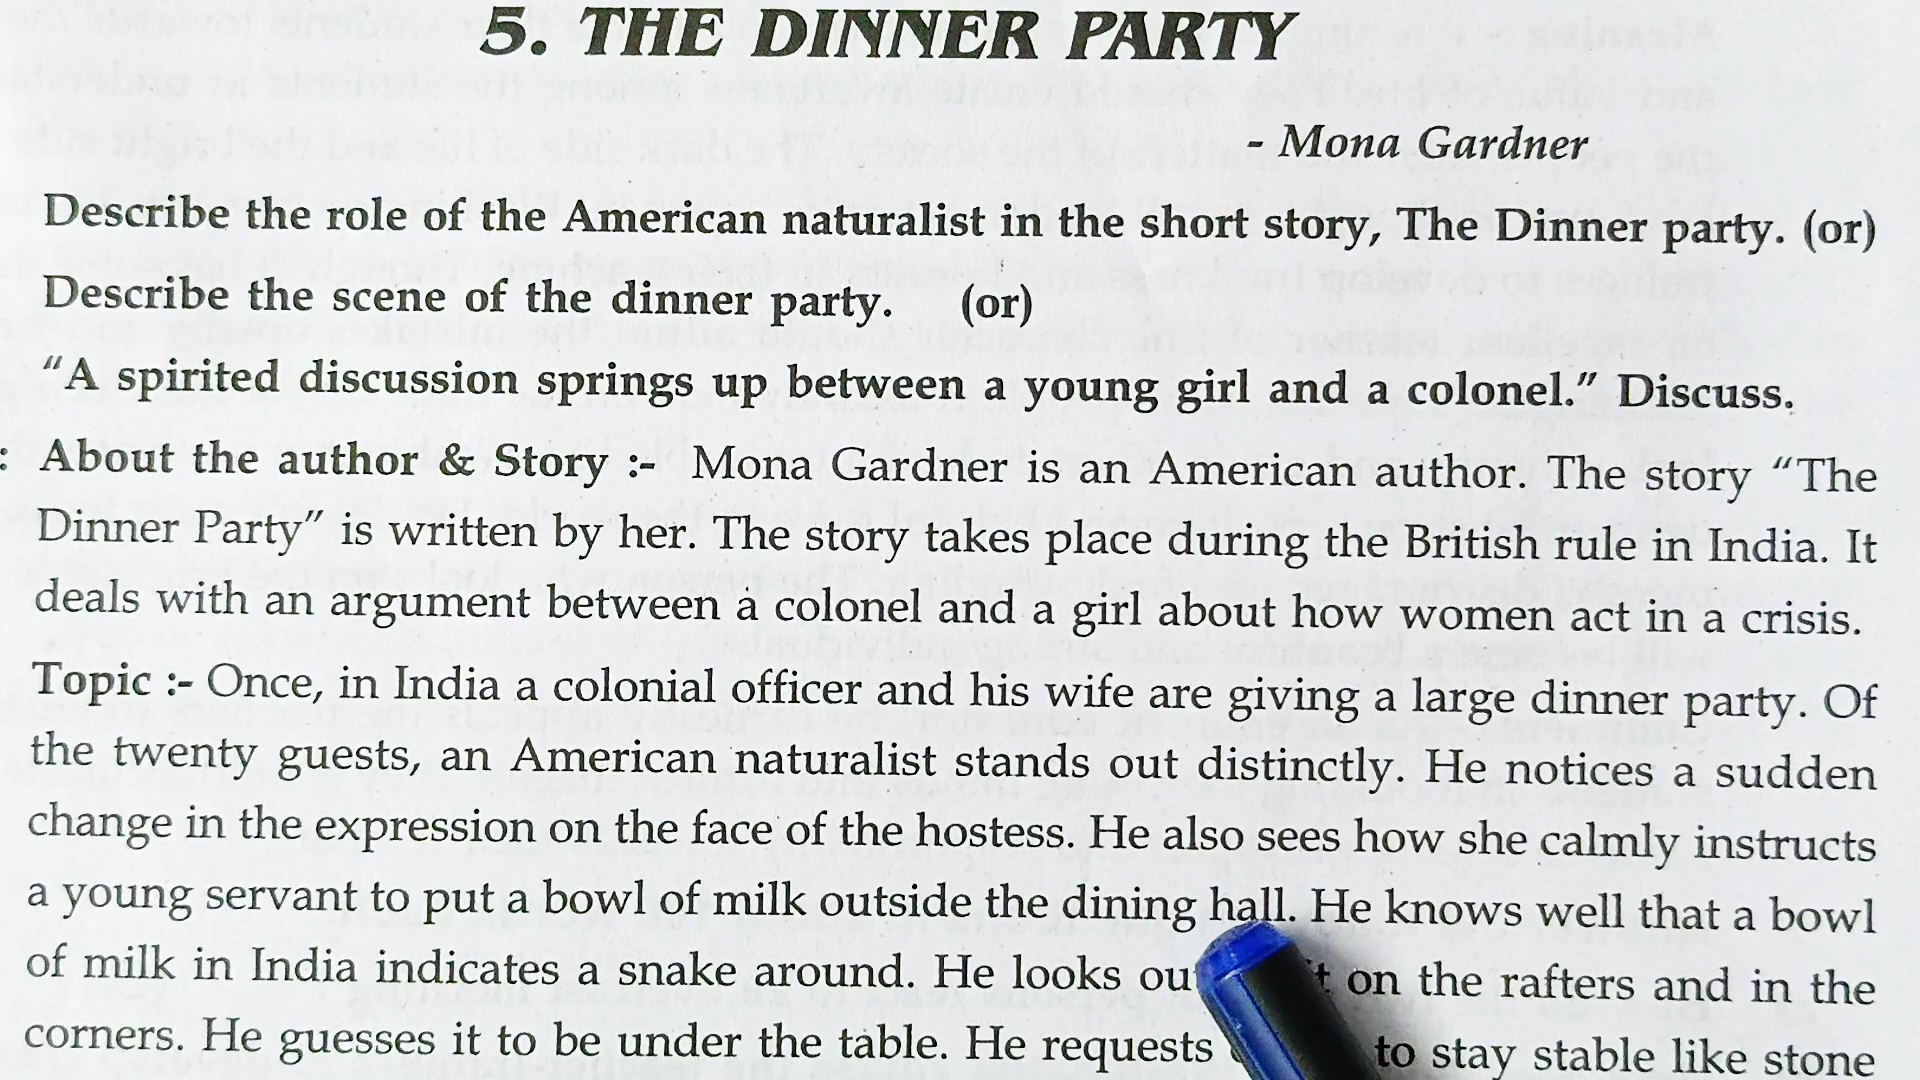 5. THE DINNER PARTY
- Mona Gardner
Describe the role of the American naturalist in the short story, The Dinner party. (or)
Describe the scene of the dinner party. (or)
"A spirited discussion springs up between a young girl and a colonel." Discuss.
: About the author & Story :- Mona Gardner is an American author. The story "The
Dinner Party" is written by her. The story takes place during the British rule in India. It
deals with an argument between a colonel and a girl about how women act in a crisis.
Topic :- Once, in India a colonial officer and his wife are giving a large dinner party. Of
the twenty guests, an American naturalist stands out distinctly. He notices a sudden
change in the expression on the face of the hostess. He also sees how she calmly instructs
a young servant to put a bowl of milk outside the dining hall. He knows well that a bowl
of milk in India indicates a snake around. He looks on the rafters and in the
corners. He guesses it to be under the table. He requests to stay stable like stone